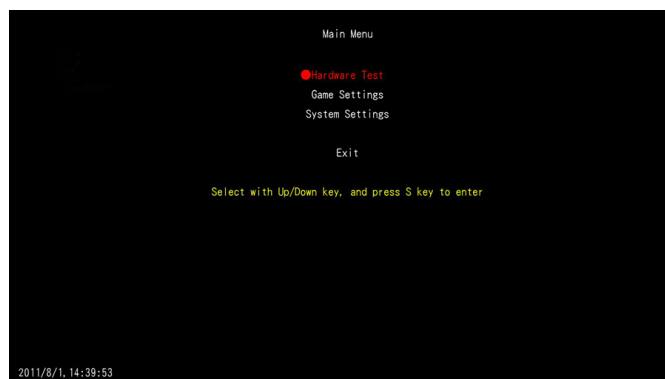 Main Menu
●Hardware Test
Game Settings
System Settings
Exit
Select with Up/Down key, and press S key to enter
2011/8/1, 14:39:53